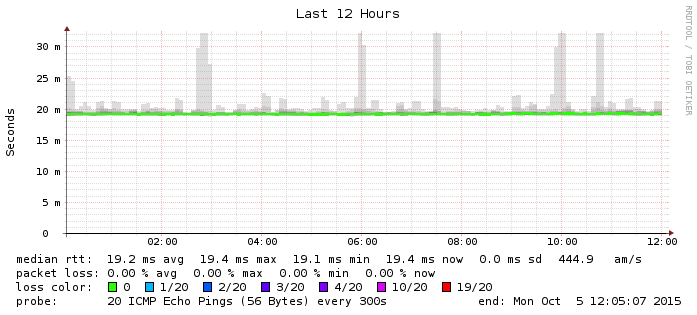 Last 12 Hours
RRDTOOL / TOBI OETIKER
Seconds
30 m
25 m
20 m
15 m
10 m
5 m
0
02:00 04:00 06:00 08:00 10:00 12:00
median rtt: 19.2 ms avg 19.4 ms max 19.1 ms min 19.4 ms now 0.0 ms sd 444.9 am/s
packet loss: 0.00 % avg 0.00 % max 0.00 % min 0.00 % now
loss color: 0 1/20 2/20 3/20 4/20 10/20 19/20
probe: 20 ICMP Echo Pings (56 Bytes) every 300s end: Mon Oct 5 12:05:07 2015